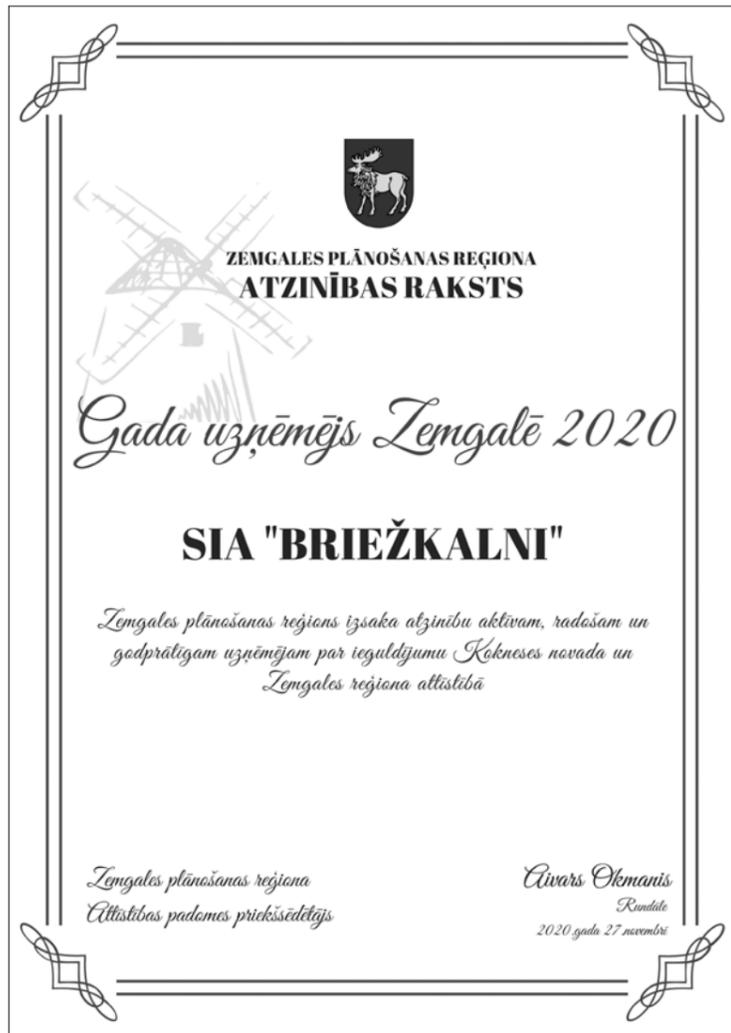 ZEMGALES PLĀNOŠANAS REĢIONA
ATZINĪBAS RAKSTS
Gada uzņēmējs Zemgalē 2020
SIA "BRIEŽKALNI"
Zemgales plānošanas reģions izsaka atzinību aktīvam, radošam un
godprātīgam uzņēmējam par ieguldījumu Kokneses novada un
Zemgales reģiona attīstībā
Zemgales plānošanas reģiona
Attīstības padomes priekšsēdētājs
Aivars Okmanis
Rundāle
2020.gada 27.novembrī